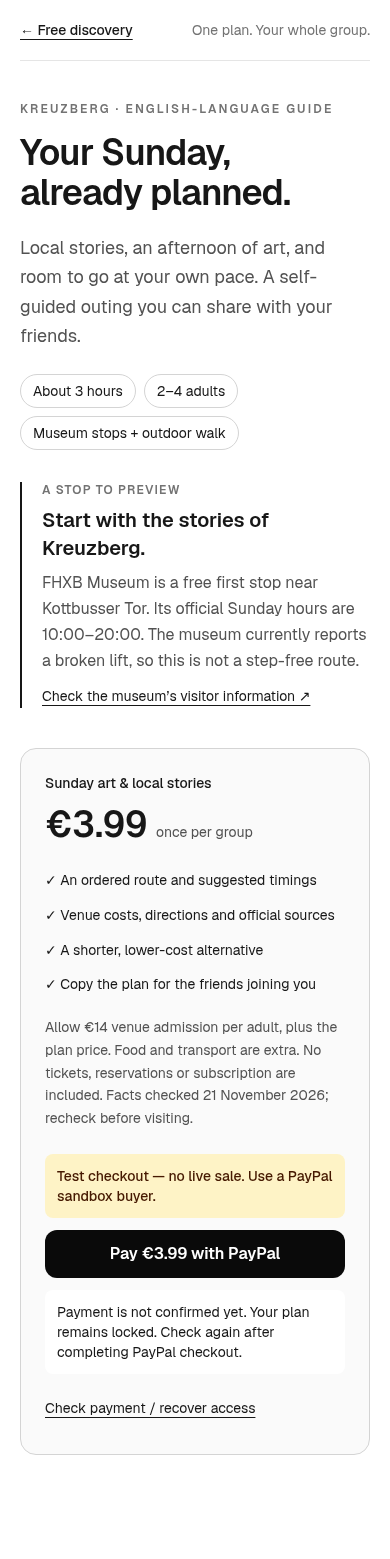 ← Free discovery
One plan. Your whole group.
KREUZBERG · ENGLISH-LANGUAGE GUIDE
Your Sunday,
already planned.
Local stories, an afternoon of art, and
room to go at your own pace. A self-
guided outing you can share with your
friends.
About 3 hours
2–4 adults
Museum stops + outdoor walk
A STOP TO PREVIEW
Start with the stories of
Kreuzberg.
FHXB Museum is a free first stop near
Kottbusser Tor. Its official Sunday hours are
10:00–20:00. The museum currently reports
a broken lift, so this is not a step-free route.
Check the museum’s visitor information ↗
Sunday art & local stories
€3.99 once per group
✓ An ordered route and suggested timings
✓ Venue costs, directions and official sources
✓ A shorter, lower-cost alternative
✓ Copy the plan for the friends joining you
Allow €14 venue admission per adult, plus the
plan price. Food and transport are extra. No
tickets, reservations or subscription are
included. Facts checked 21 November 2026;
recheck before visiting.
Test checkout — no live sale. Use a PayPal
sandbox buyer.
Pay €3.99 with PayPal
Payment is not confirmed yet. Your plan
remains locked. Check again after
completing PayPal checkout.
Check payment / recover access